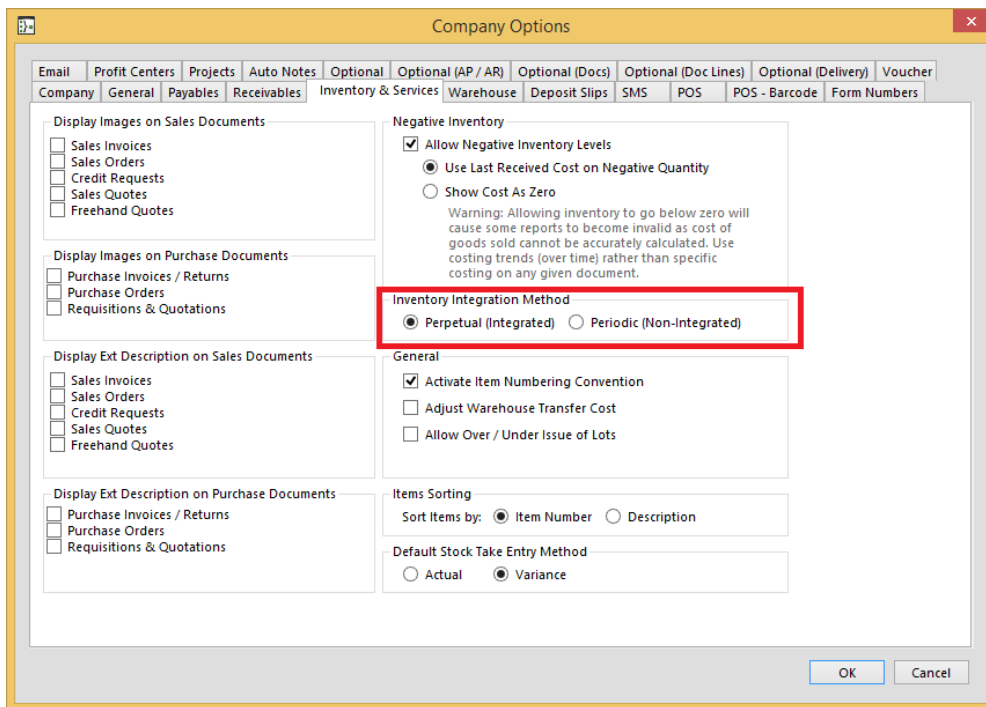 Company Options
Email Profit Centers Projects Auto Notes Optional Optional (AP / AR) Optional (Docs) Optional (Doc Lines) Optional (Delivery) Voucher
Company General Payables Receivables Inventory & Services Warehouse Deposit Slips SMS POS POS - Barcode Form Numbers
Display Images on Sales Documents
Sales Invoices
Sales Orders
Credit Requests
Sales Quotes
Freehand Quotes
Display Images on Purchase Documents
Purchase Invoices / Returns
Purchase Orders
Requisitions & Quotations
Display Ext Description on Sales Documents
Sales Invoices
Sales Orders
Credit Requests
Sales Quotes
Freehand Quotes
Display Ext Description on Purchase Documents
Purchase Invoices / Returns
Purchase Orders
Requisitions & Quotations
Negative Inventory
Allow Negative Inventory Levels
Use Last Received Cost on Negative Quantity
Show Cost As Zero
Warning: Allowing inventory to go below zero will
cause some reports to become invalid as cost of
goods sold cannot be accurately calculated. Use
costing trends (over time) rather than specific
costing on any given document.
Inventory Integration Method
Perpetual (Integrated) Periodic (Non-Integrated)
General
Activate Item Numbering Convention
Adjust Warehouse Transfer Cost
Allow Over / Under Issue of Lots
Items Sorting
Sort Items by: Item Number Description
Default Stock Take Entry Method
Actual Variance
OK Cancel